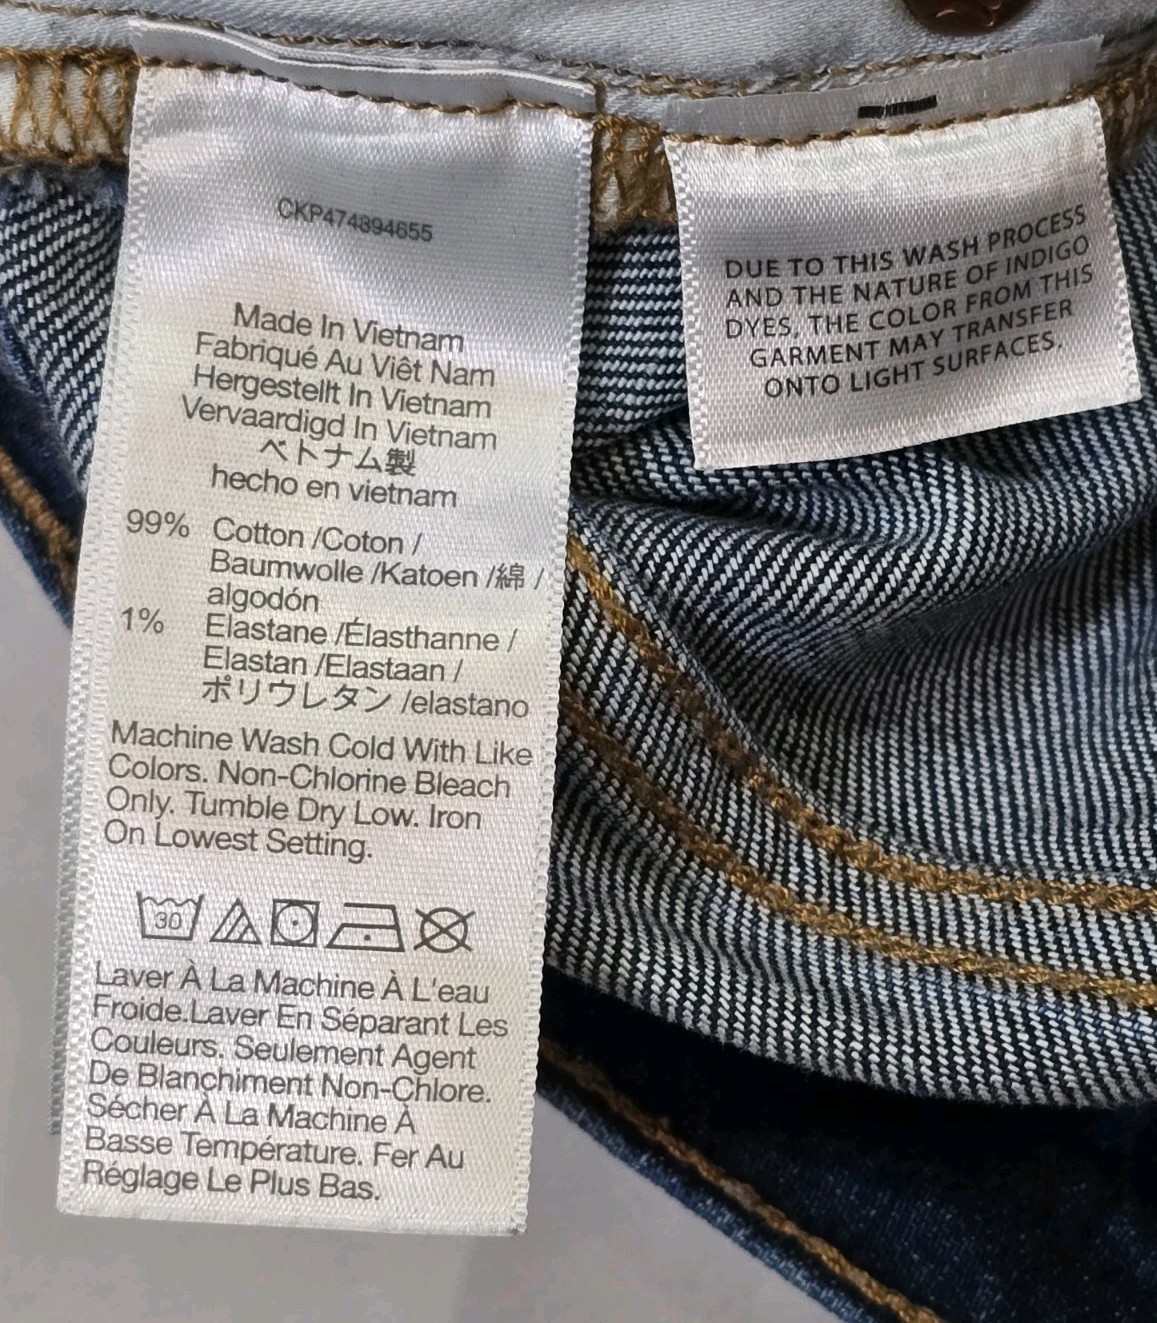 CKP474894655
Made In Vietnam
Fabriqué Au Viêt Nam
Hergestellt In Vietnam
Vervaardigd In Vietnam
ベトナム製
hecho en vietnam
99% Cotton /Coton /
Baumwolle /Katoen /綿 /
algodón
1% Elastane /Élasthanne /
Elastan /Elastaan /
ポリウレタン /elastano
Machine Wash Cold With Like
Colors. Non-Chlorine Bleach
Only. Tumble Dry Low. Iron
On Lowest Setting.
30
Laver À La Machine À L'eau
Froide.Laver En Séparant Les
Couleurs. Seulement Agent
De Blanchiment Non-Chlore.
Sécher À La Machine À
Basse Température. Fer Au
Réglage Le Plus Bas.
DUE TO THIS WASH PROCESS
AND THE NATURE OF INDIGO
DYES, THE COLOR FROM THIS
GARMENT MAY TRANSFER
ONTO LIGHT SURFACES.